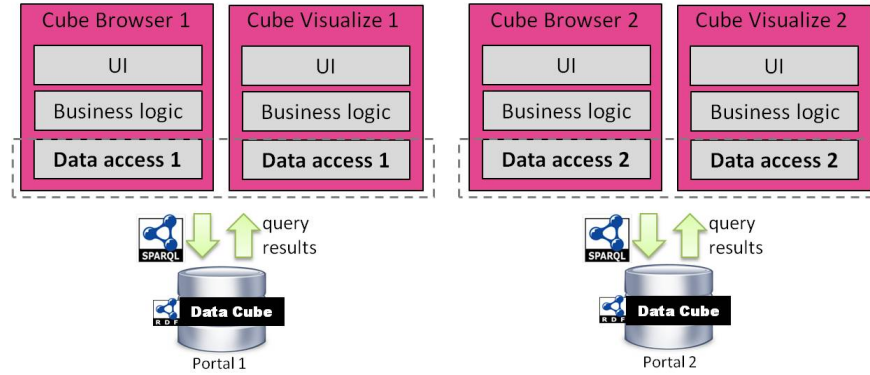 Cube Browser 1
UI
Business logic
Data access 1
Cube Visualize 1
UI
Business logic
Data access 1
SPARQL
query
results
RDF
Data Cube
Portal 1
Cube Browser 2
UI
Business logic
Data access 2
Cube Visualize 2
UI
Business logic
Data access 2
SPARQL
query
results
RDF
Data Cube
Portal 2